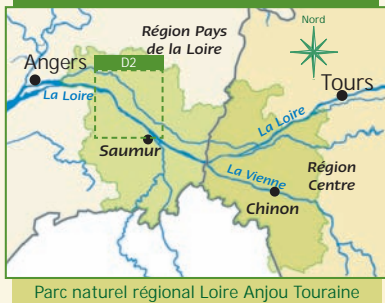 Région Pays
de la Loire
Nord
Angers
D2
La Loire
Tours
La Loire
Saumur
La Vienne
Région
Centre
Chinon
Parc naturel régional Loire Anjou Touraine